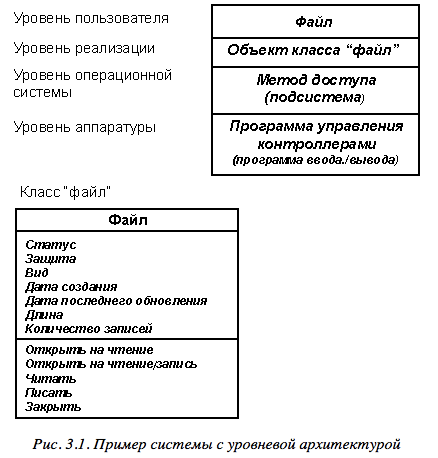 Уровень пользователя
Файл
Уровень реализации
Объект класса “файл”
Уровень операционной
системы
Метод доступа
(подсистема)
Уровень аппаратуры
Программа управления
контроллерами
(программа ввода./вывода)
Класс “файл”
Файл
Статус
Защита
Вид
Дата создания
Дата последнего обновления
Длина
Количество записей
Открыть на чтение
Открыть на чтение/запись
Читать
Писать
Закрыть
Рис. 3.1. Пример системы с уровневой архитектурой